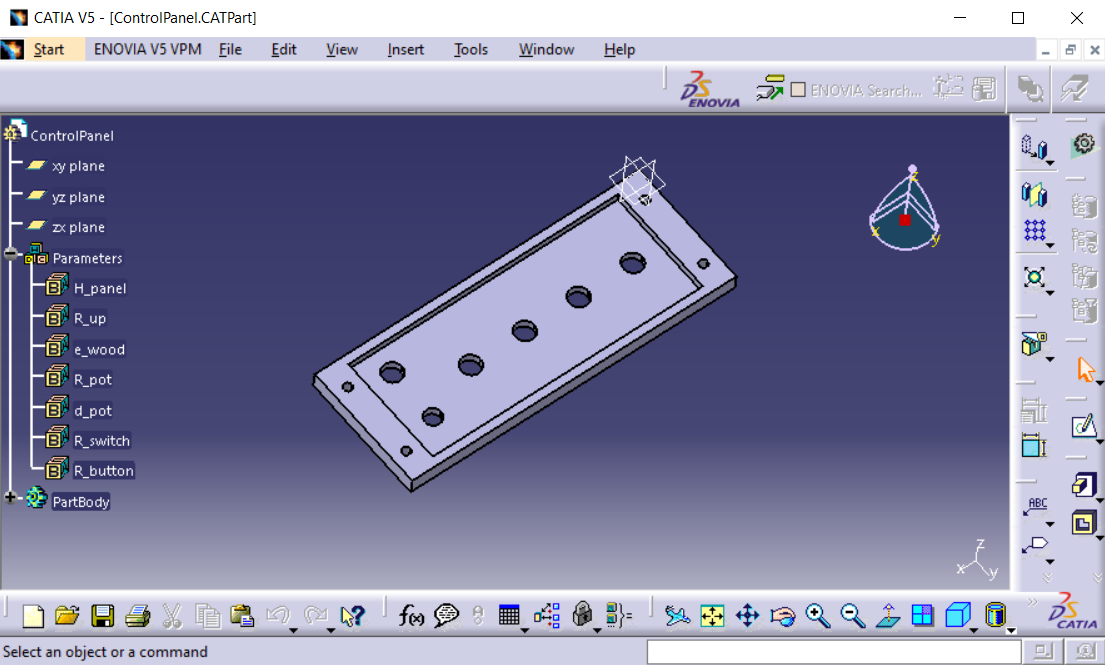 CATIA V5 - [ControlPanel.CATPart]
Start ENOVIA V5 VPM File Edit View Insert Tools Window Help
ENOVIA ENOVIA Search...
ControlPanel
xy plane
yz plane
zx plane
Parameters
H_panel
R_up
e_wood
R_pot
d_pot
R_switch
R_button
PartBody
z
x
y
ABC
z
x
y
f(x)
CATIA
Select an object or a command